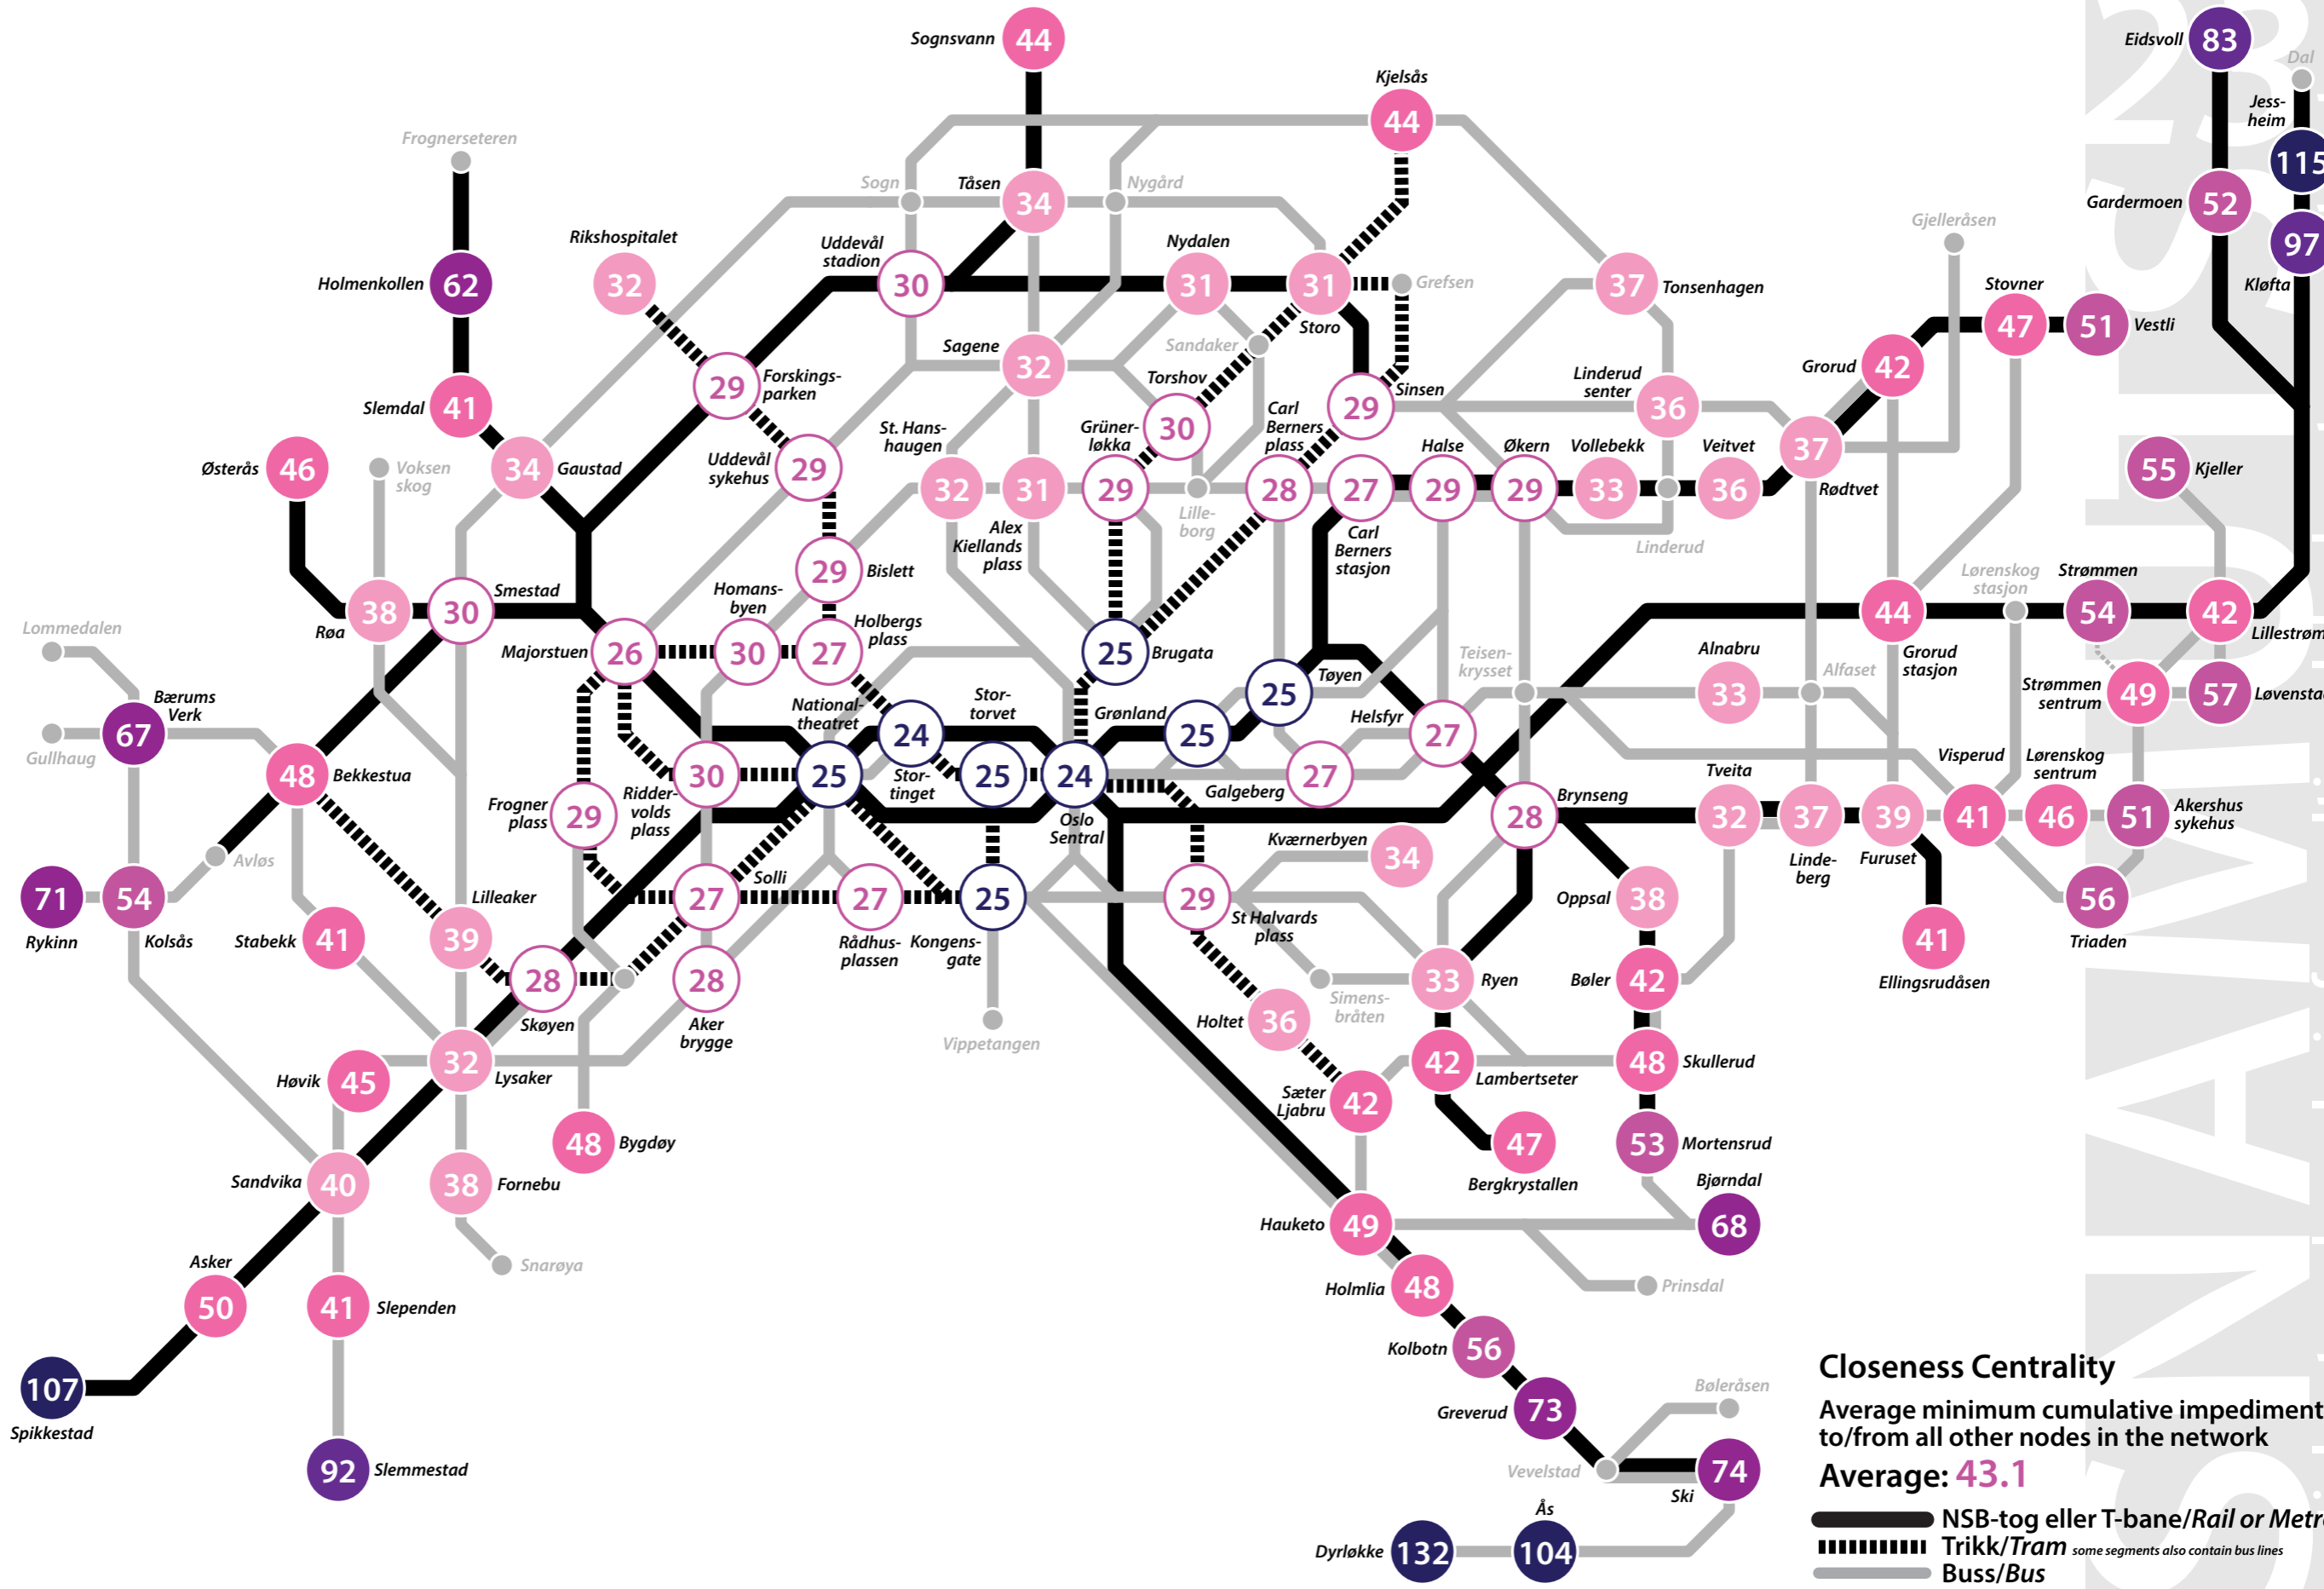 Sognsvann
44
Kjelsås
44
Eidsvoll
83
Dal
Jess-
heim
115
Frognerseteren
Sogn
Tåsen
34
Nygård
Gardermoen
52
Gjelleråsen
97
Kløfta
Rikshospitalet
32
Uddevål
stadion
30
Nydalen
31
31
Storo
Grefsen
37
Tonsenhagen
Holmenkollen
62
Stovner
47
51
Vestli
Sagene
32
Sandaker
Forskings-
parken
29
Torshov
30
Sinsen
29
Linderud
senter
36
Grorud
42
Slemdal
41
St. Hans-
haugen
32
Grüner-
løkka
29
Carl
Berners
plass
28
Østerås
46
Voksen
skog
34
Gaustad
Uddevål
sykehus
29
31
Alex
Kiellands
plass
Lille-
borg
27
Carl
Berners
stasjon
Halse
29
Økern
29
Vollebekk
33
Linderud
Veitvet
36
37
Rødtvet
55
Kjeller
29
Bislett
Røa
38
30
Smestad
Homans-
byen
30
Holbergs
plass
27
Lørenskog
stasjon
Strømmen
54
42
Lillestrøm
44
Grorud
stasjon
Lommedalen
Majorstuen
26
25
Brugata
Teisen-
krysset
Alnabru
33
Alfaset
Strømmen
sentrum
49
57
Løvensta
Bærums
Verk
67
Gullhaug
National-
theatret
25
24
Stor-
tinget
Stor-
torvet
25
24
Oslo
Sentral
Grønland
25
Tøyen
25
Helsfyr
27
Galgeberg
27
48
Bekkestua
Frogner
plass
29
Ridder-
volds
plass
30
Brynseng
28
Tveita
32
37
Linde-
berg
39
Furuset
Visperud
41
Lørenskog
sentrum
46
51
Akershus
sykehus
Avløs
71
Rykinn
54
Kolsås
Stabekk
41
Lilleaker
39
Solli
27
27
Rådhus-
plassen
25
Kongens-
gate
29
St Halvards
plass
Kværnerbyen
34
Oppsal
38
41
Ellingsrudåsen
56
Triaden
28
Skøyen
28
Aker
brygge
Vippetangen
Simens-
bråten
33
Ryen
Bøler
42
Holtet
36
Høvik
45
32
Lysaker
42
Lambertseter
48
Skullerud
Sæter
Ljabru
42
48
Bygdøy
47
Bergkrystallen
53
Mortensrud
Sandvika
40
38
Fornebu
Snarøya
Hauketo
49
Bjørndal
68
Asker
50
41
Slependen
Holmlia
48
Prinsdal
107
Spikkestad
Kolbotn
56
Greverud
73
Bøleråsen
92
Slemmestad
Vevelstad
74
Ski
Dyrløkke
132
Ås
104
Closeness Centrality
Average minimum cumulative impediment
to/from all other nodes in the network
Average: 43.1
NSB-tog eller T-bane/Rail or Metro
Trikk/Tram some segments also contain bus lines
Buss/Bus